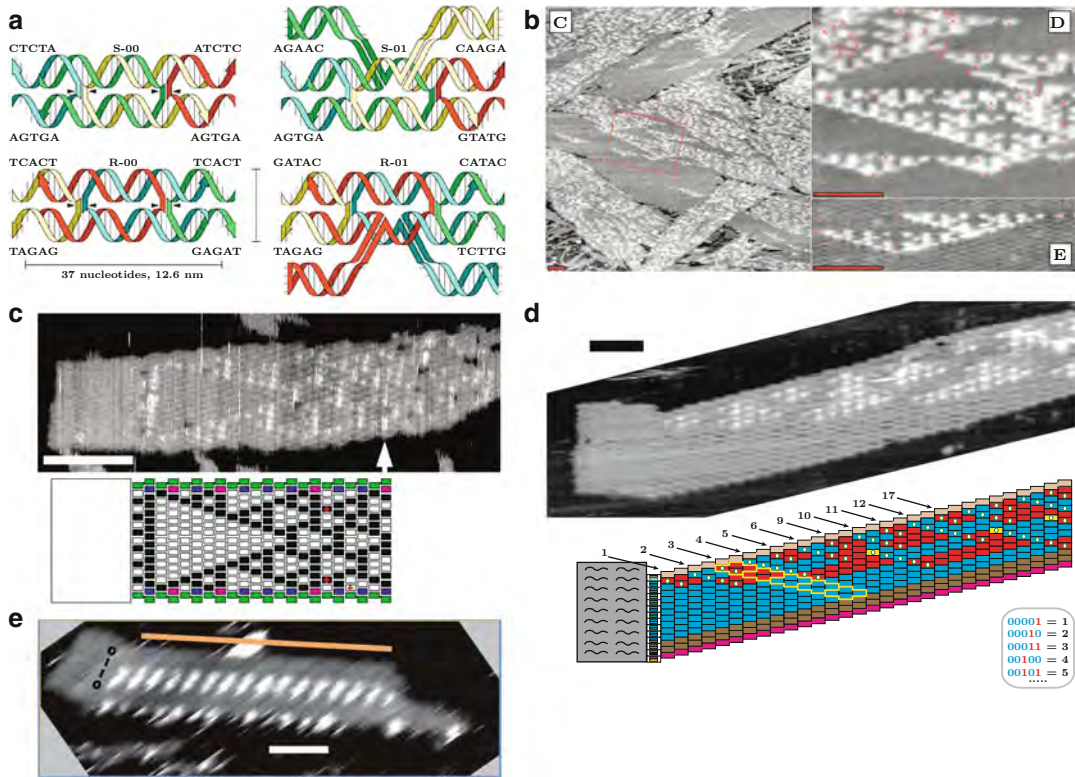 a
CTCTA S-00 ATCTC
AGTGA AGTGA
TCACT R-00 TCACT
TAGAG GAGAT
37 nucleotides, 12.6 nm
AGAAC S-01 CAAGA
AGTGA GTATG
GATAC R-01 CATAC
TAGAG TCTTG
b
C
D
E
c
d
1 2 3 4 5 6 9 10 11 12 17
00001 = 1
00010 = 2
00011 = 3
00100 = 4
00101 = 5
.....
e